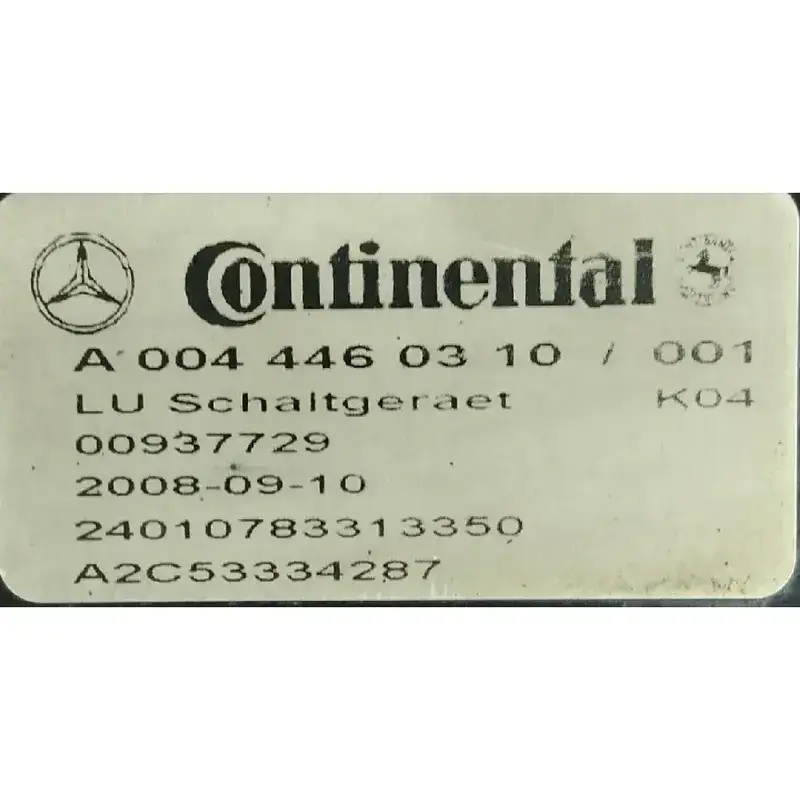 Continental
A 004 446 03 10 / 001
LU Schaltgeraet K04
00937729
2008-09-10
24010783313350
A2C53334287